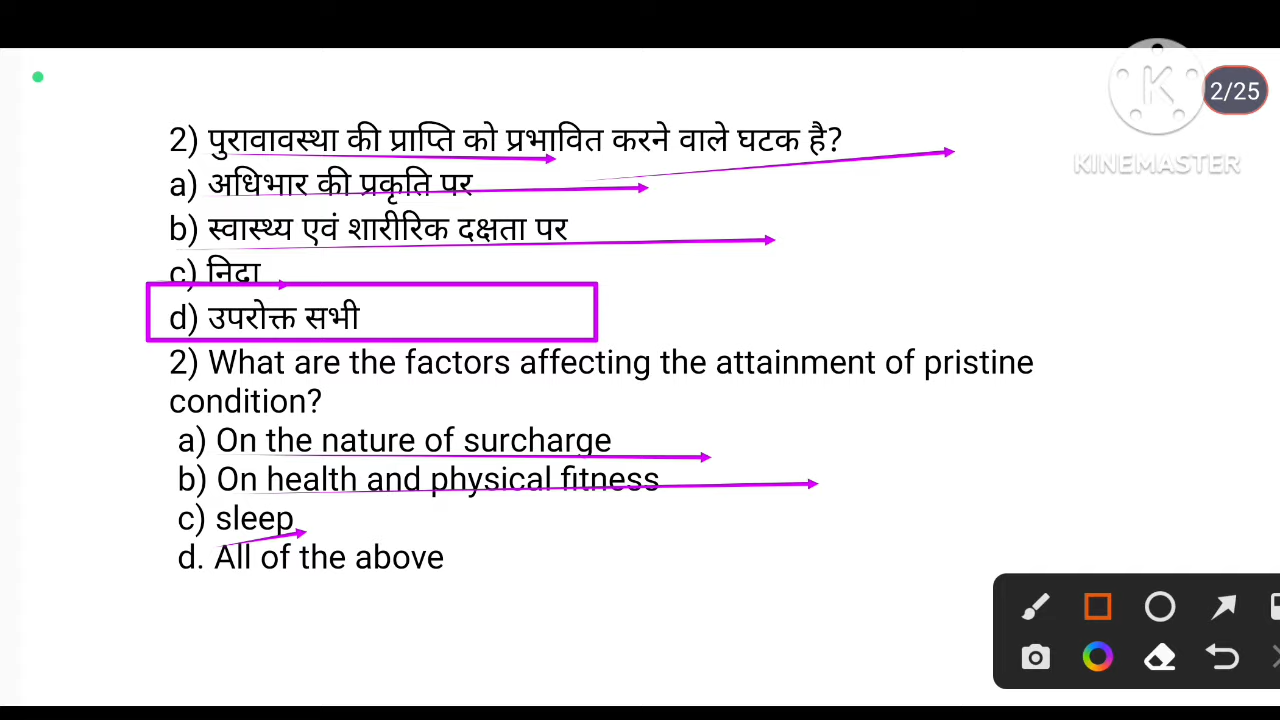 2/25
KINEMASTER
2) पुरावावस्था की प्राप्ति को प्रभावित करने वाले घटक है?
a) अधिभार की प्रकृति पर
b) स्वास्थ्य एवं शारीरिक दक्षता पर
c) निद्रा
d) उपरोक्त सभी
2) What are the factors affecting the attainment of pristine
condition?
a) On the nature of surcharge
b) On health and physical fitness
c) sleep
d. All of the above